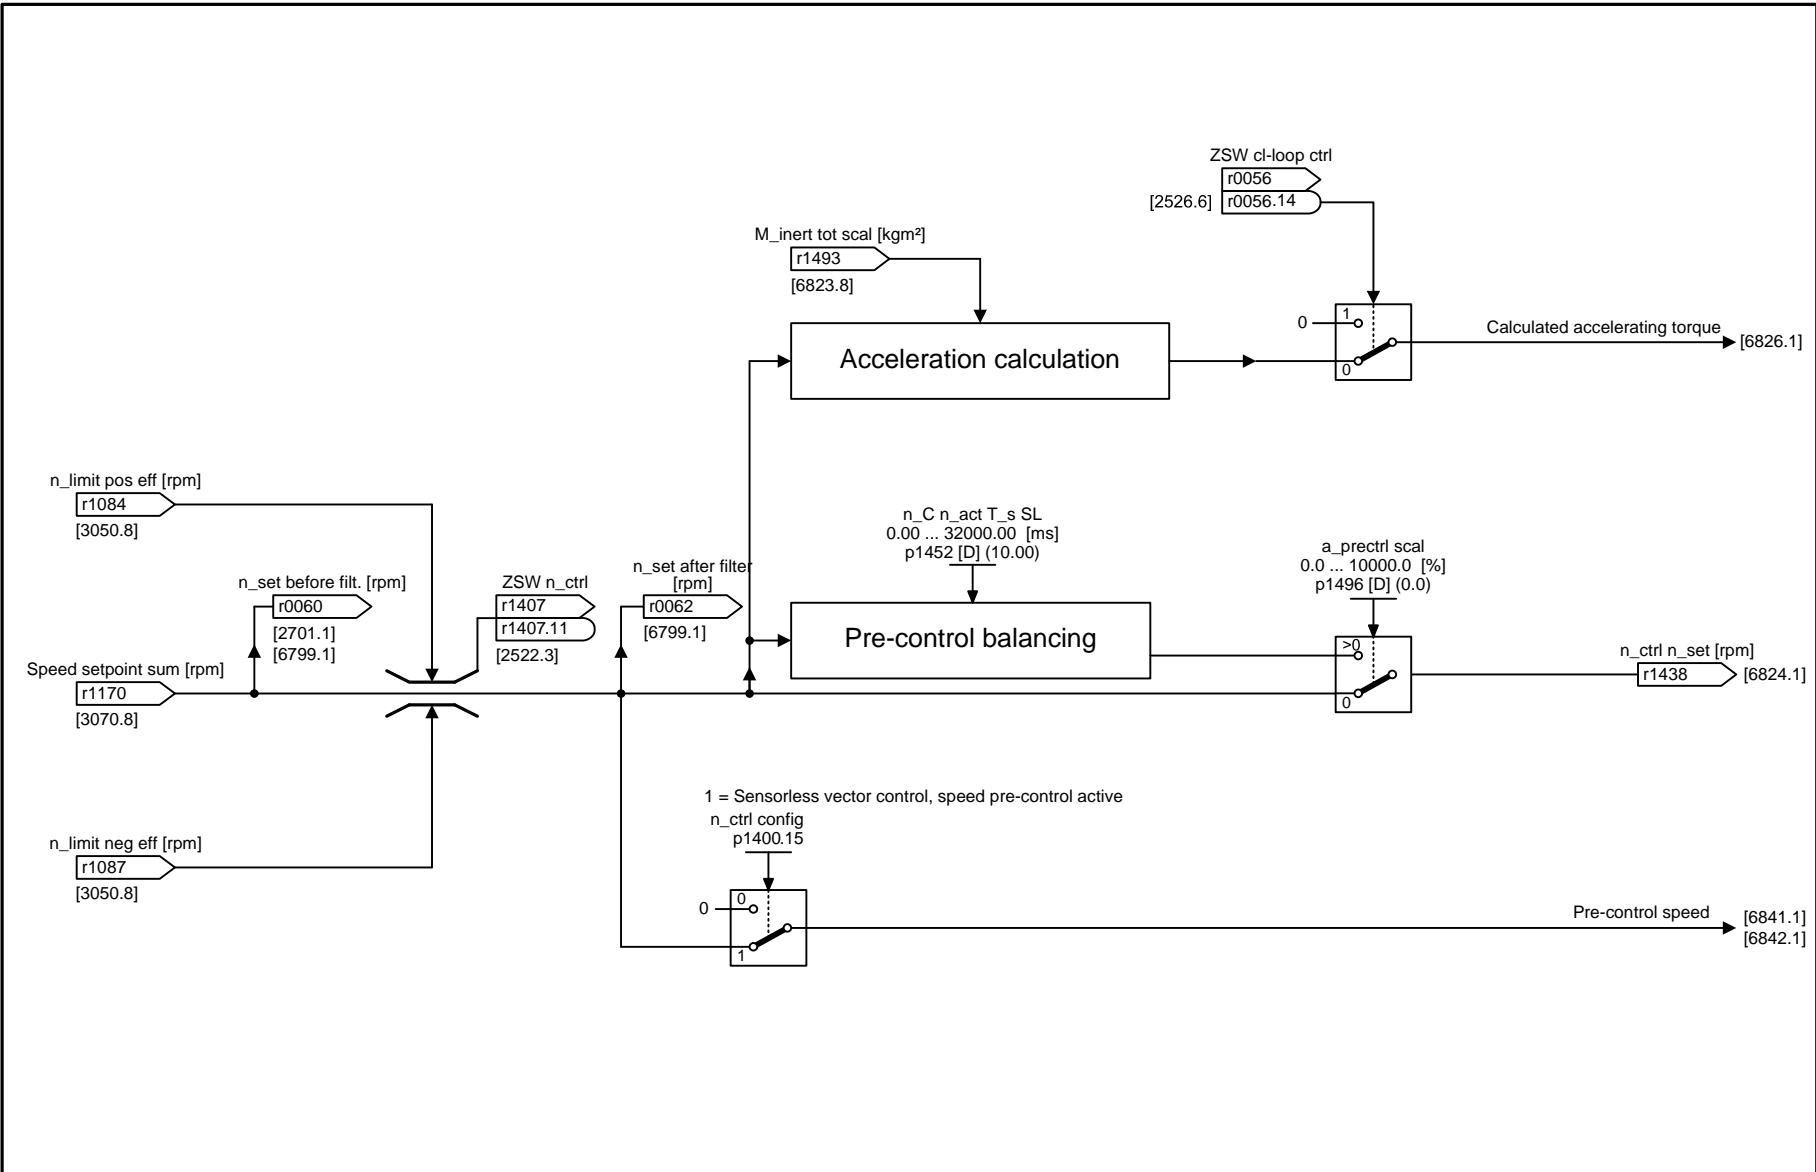 ZSW cl-loop ctrl
r0056
[2526.6] r0056.14
M_inert tot scal [kgm²]
r1493
[6823.8]
0
1
0
Acceleration calculation
Calculated accelerating torque
[6826.1]
n_limit pos eff [rpm]
r1084
[3050.8]
n_C n_act T_s SL
0.00 ... 32000.00 [ms]
p1452 [D] (10.00)
a_prectrl scal
0.0 ... 10000.0 [%]
p1496 [D] (0.0)
n_set before filt. [rpm]
r0060
[2701.1]
[6799.1]
ZSW n_ctrl
r1407
r1407.11
[2522.3]
n_set after filter
[rpm]
r0062
[6799.1]
Pre-control balancing
>0
0
n_ctrl n_set [rpm]
r1438
[6824.1]
Speed setpoint sum [rpm]
r1170
[3070.8]
1 = Sensorless vector control, speed pre-control active
n_ctrl config
p1400.15
n_limit neg eff [rpm]
r1087
[3050.8]
0
0
1
Pre-control speed
[6841.1]
[6842.1]